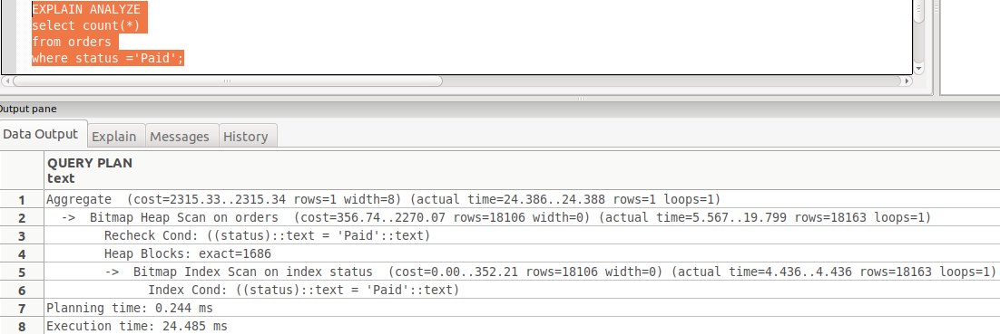 EXPLAIN ANALYZE
select count(*)
from orders
where status ='Paid';
Output pane
Data Output Explain Messages History
QUERY PLAN
text
1 Aggregate (cost=2315.33..2315.34 rows=1 width=8) (actual time=24.386..24.388 rows=1 loops=1)
2 -> Bitmap Heap Scan on orders (cost=356.74..2270.07 rows=18106 width=0) (actual time=5.567..19.799 rows=18163 loops=1)
3 Recheck Cond: ((status)::text = 'Paid'::text)
4 Heap Blocks: exact=1686
5 -> Bitmap Index Scan on index status (cost=0.00..352.21 rows=18106 width=0) (actual time=4.436..4.436 rows=18163 loops=1)
6 Index Cond: ((status)::text = 'Paid'::text)
7 Planning time: 0.244 ms
8 Execution time: 24.485 ms